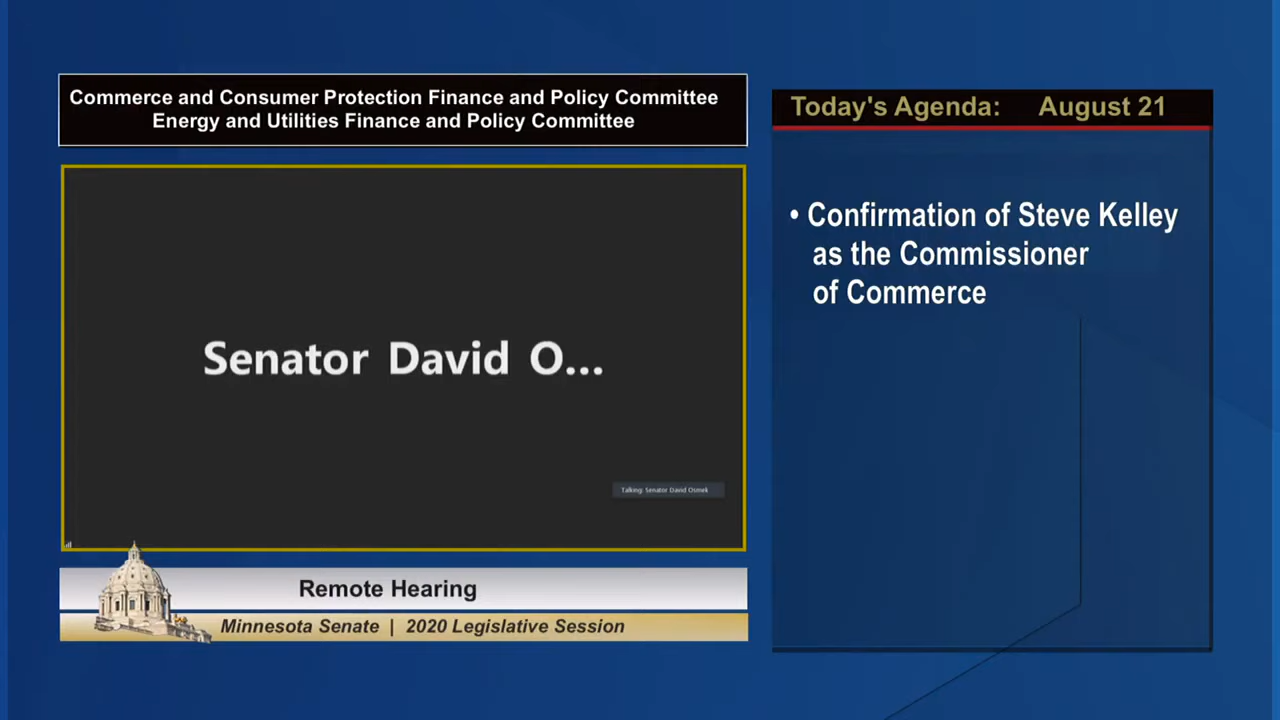 Commerce and Consumer Protection Finance and Policy Committee
Energy and Utilities Finance and Policy Committee
Senator David O...
Talking: Senator David Osmek
Remote Hearing
Minnesota Senate | 2020 Legislative Session
Today's Agenda: August 21
• Confirmation of Steve Kelley
as the Commissioner
of Commerce